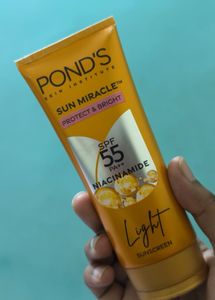 POND'S
SKIN INSTITUTE
SUN MIRACLE™
PROTECT & BRIGHT
SPF
55
PA++
NIACINAMIDE
Light
SUNSCREEN